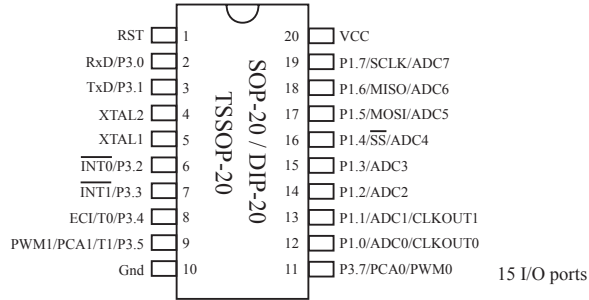 RST 1 20 VCC
RxD/P3.0 2 19 P1.7/SCLK/ADC7
TxD/P3.1 3 18 P1.6/MISO/ADC6
XTAL2 4 17 P1.5/MOSI/ADC5
XTAL1 5 16 P1.4/S̅S̅/ADC4
I̅N̅T̅0̅/P3.2 6 15 P1.3/ADC3
I̅N̅T̅1̅/P3.3 7 14 P1.2/ADC2
ECI/T0/P3.4 8 13 P1.1/ADC1/CLKOUT1
PWM1/PCA1/T1/P3.5 9 12 P1.0/ADC0/CLKOUT0
Gnd 10 11 P3.7/PCA0/PWM0
SOP-20 / DIP-20
TSSOP-20
15 I/O ports